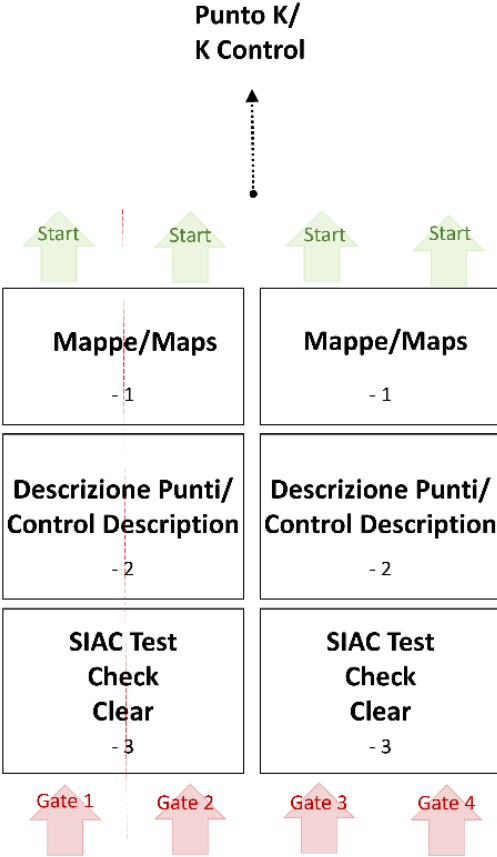 Punto K/
K Control
Start Start Start Start
Mappe/Maps
- 1
Mappe/Maps
- 1
Descrizione Punti/
Control Description
- 2
Descrizione Punti/
Control Description
- 2
SIAC Test
Check
Clear
- 3
SIAC Test
Check
Clear
- 3
Gate 1 Gate 2 Gate 3 Gate 4